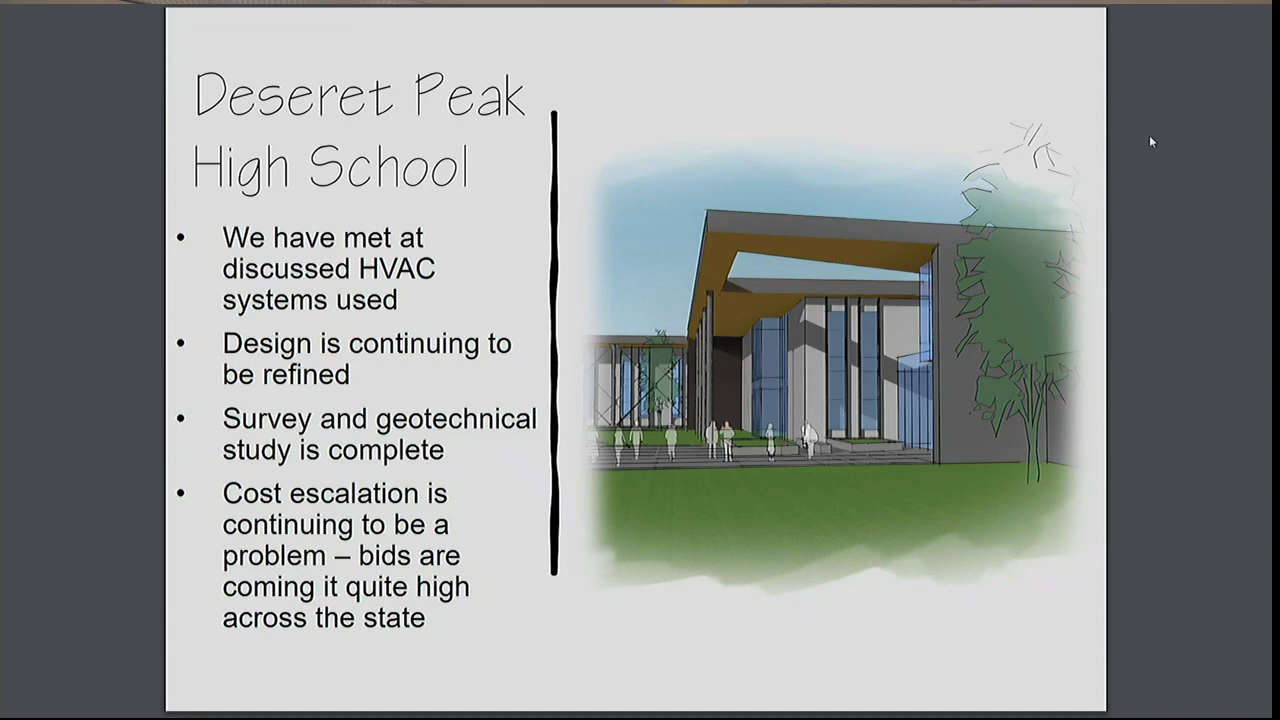 Deseret Peak
High School
• We have met at
discussed HVAC
systems used
• Design is continuing to
be refined
• Survey and geotechnical
study is complete
• Cost escalation is
continuing to be a
problem – bids are
coming it quite high
across the state